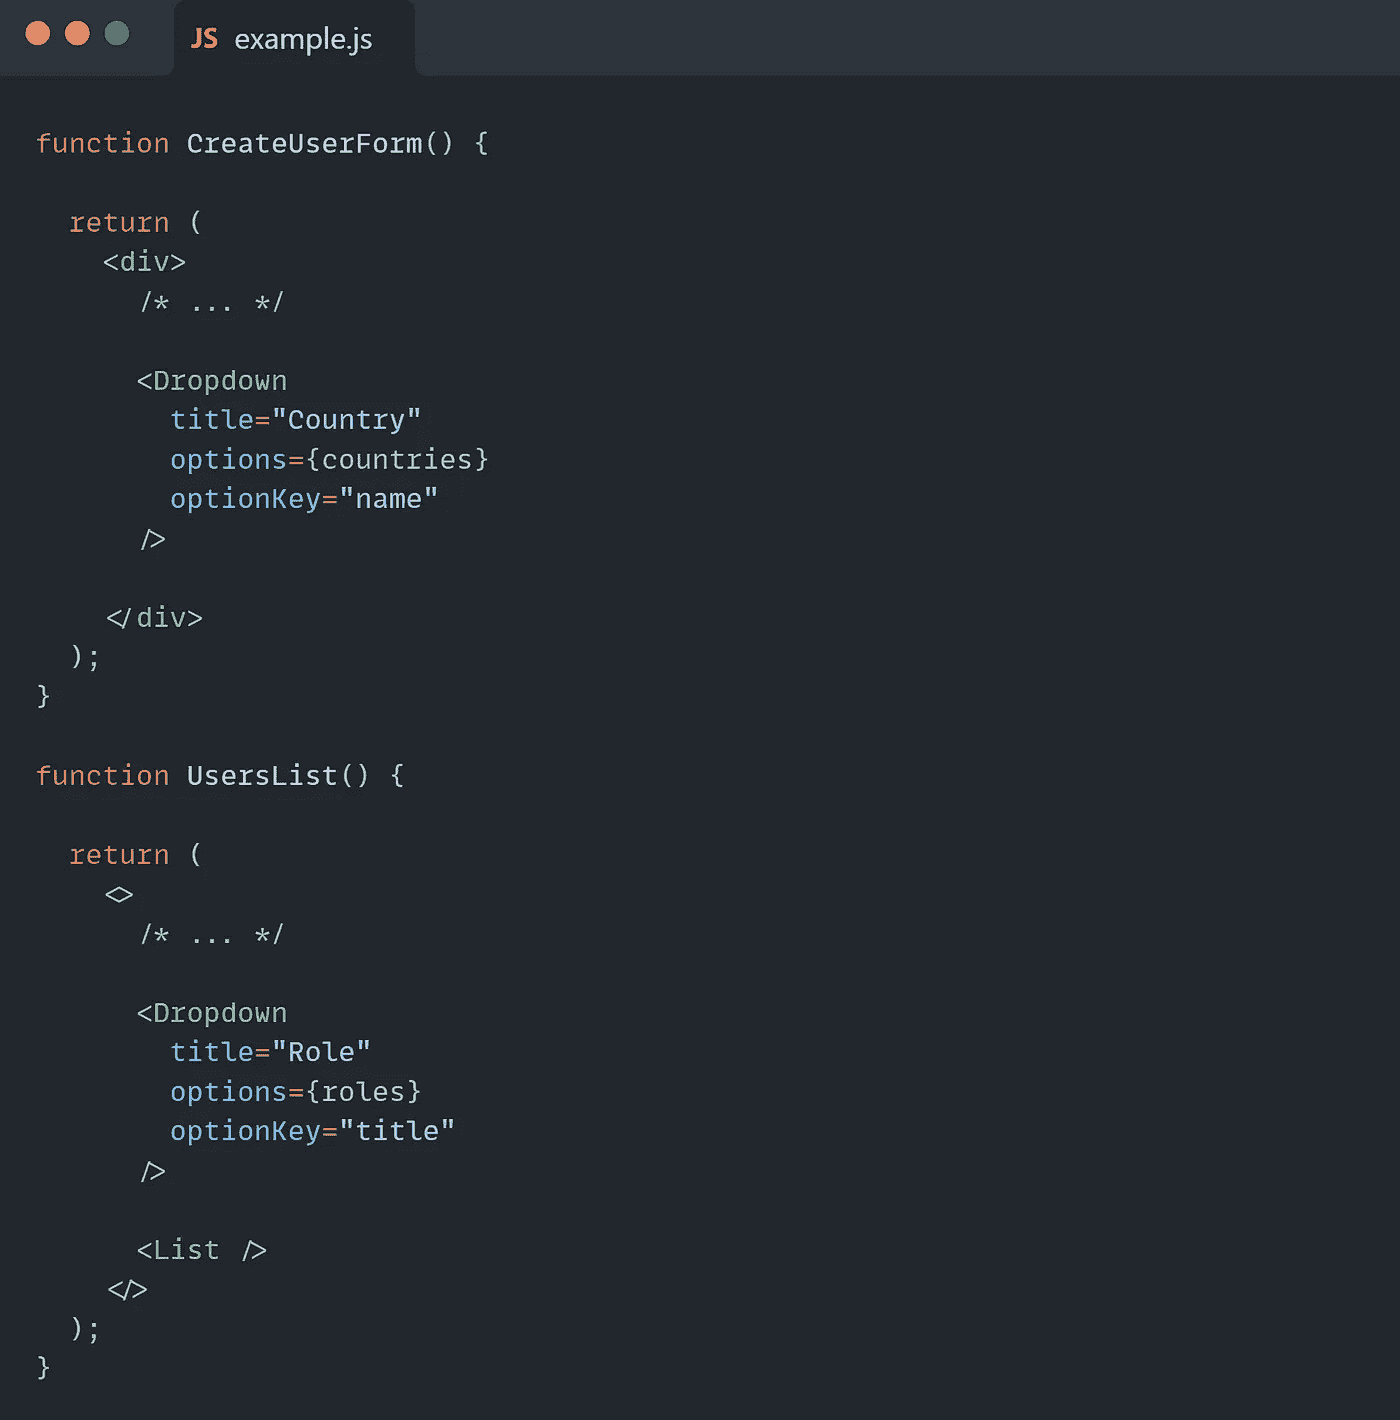 JS example.js
function CreateUserForm() {
return (
<div>
/* ... */
<Dropdown
title="Country"
options={countries}
optionKey="name"
/>
</div>
);
}
function UsersList() {
return (
<>
/* ... */
<Dropdown
title="Role"
options={roles}
optionKey="title"
/>
<List />
</>
);
}